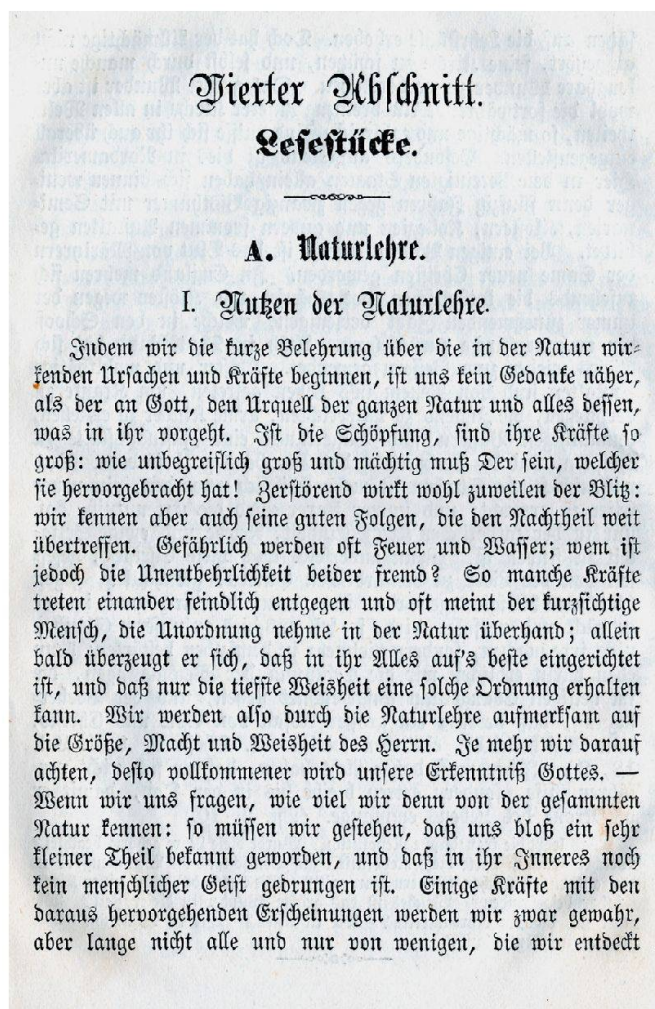 Vierter Abschnitt.
Lesestücke.
A. Naturlehre.
I. Nutzen der Naturlehre.
Indem wir die kurze Belehrung über die in der Natur wir-
kenden Ursachen und Kräfte beginnen, ist uns kein Gedanke näher,
als der an Gott, den Urquell der ganzen Natur und alles dessen,
was in ihr vorgeht. Ist die Schöpfung, sind ihre Kräfte so
groß: wie unbegreiflich groß und mächtig muß Der sein, welcher
sie hervorgebracht hat! Zerstörend wirkt wohl zuweilen der Blitz:
wir kennen aber auch seine guten Folgen, die den Nachtheil weit
übertreffen. Gefährlich werden oft Feuer und Wasser; wem ist
jedoch die Unentbehrlichkeit beider fremd? So manche Kräfte
treten einander feindlich entgegen und oft meint der kurzsichtige
Mensch, die Unordnung nehme in der Natur überhand; allein
bald überzeugt er sich, daß in ihr Alles auf's beste eingerichtet
ist, und daß nur die tiefste Weisheit eine solche Ordnung erhalten
kann. Wir werden also durch die Naturlehre aufmerksam auf
die Größe, Macht und Weisheit des Herrn. Je mehr wir darauf
achten, desto vollkommener wird unsere Erkenntniß Gottes. —
Wenn wir uns fragen, wie viel wir denn von der gesammten
Natur kennen: so müssen wir gestehen, daß uns bloß ein sehr
kleiner Theil bekannt geworden, und daß in ihr Inneres noch
kein menschlicher Geist gedrungen ist. Einige Kräfte mit den
daraus hervorgehenden Erscheinungen werden wir zwar gewahr,
aber lange nicht alle und nur von wenigen, die wir entdeckt